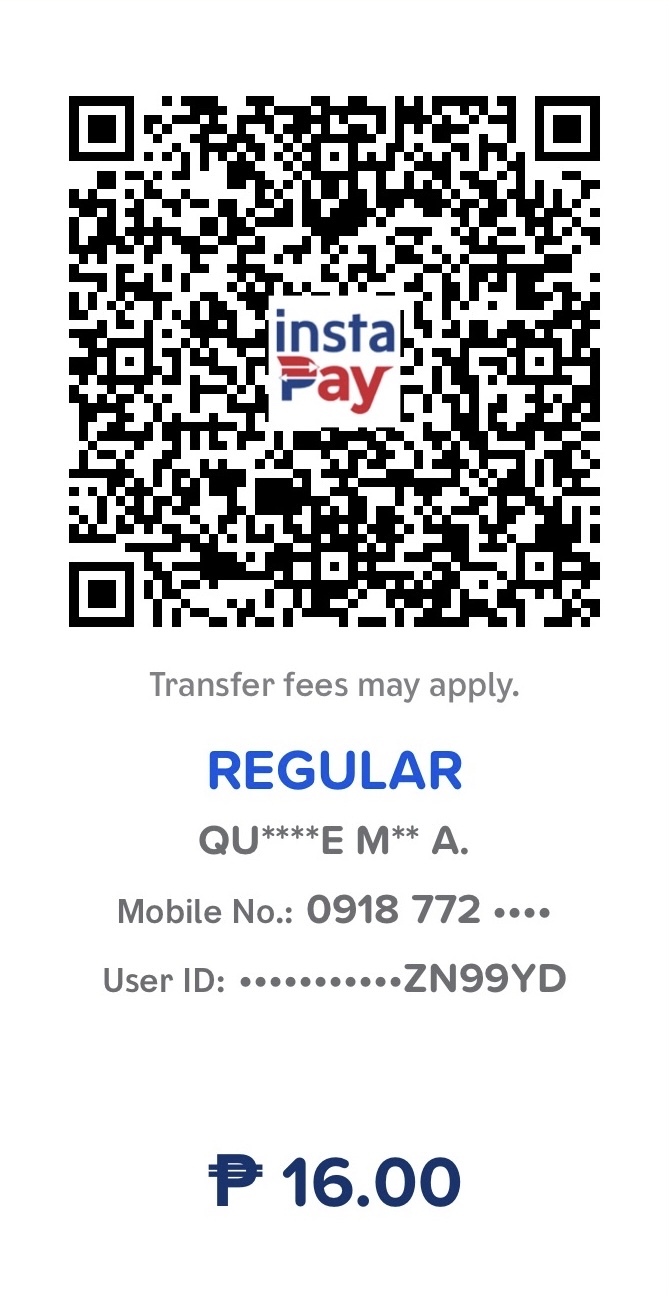 insta
Pay
Transfer fees may apply.
REGULAR
QU****E M** A.
Mobile No.: 0918 772 ••••
User ID: •••••••••••ZN99YD
₱ 16.00